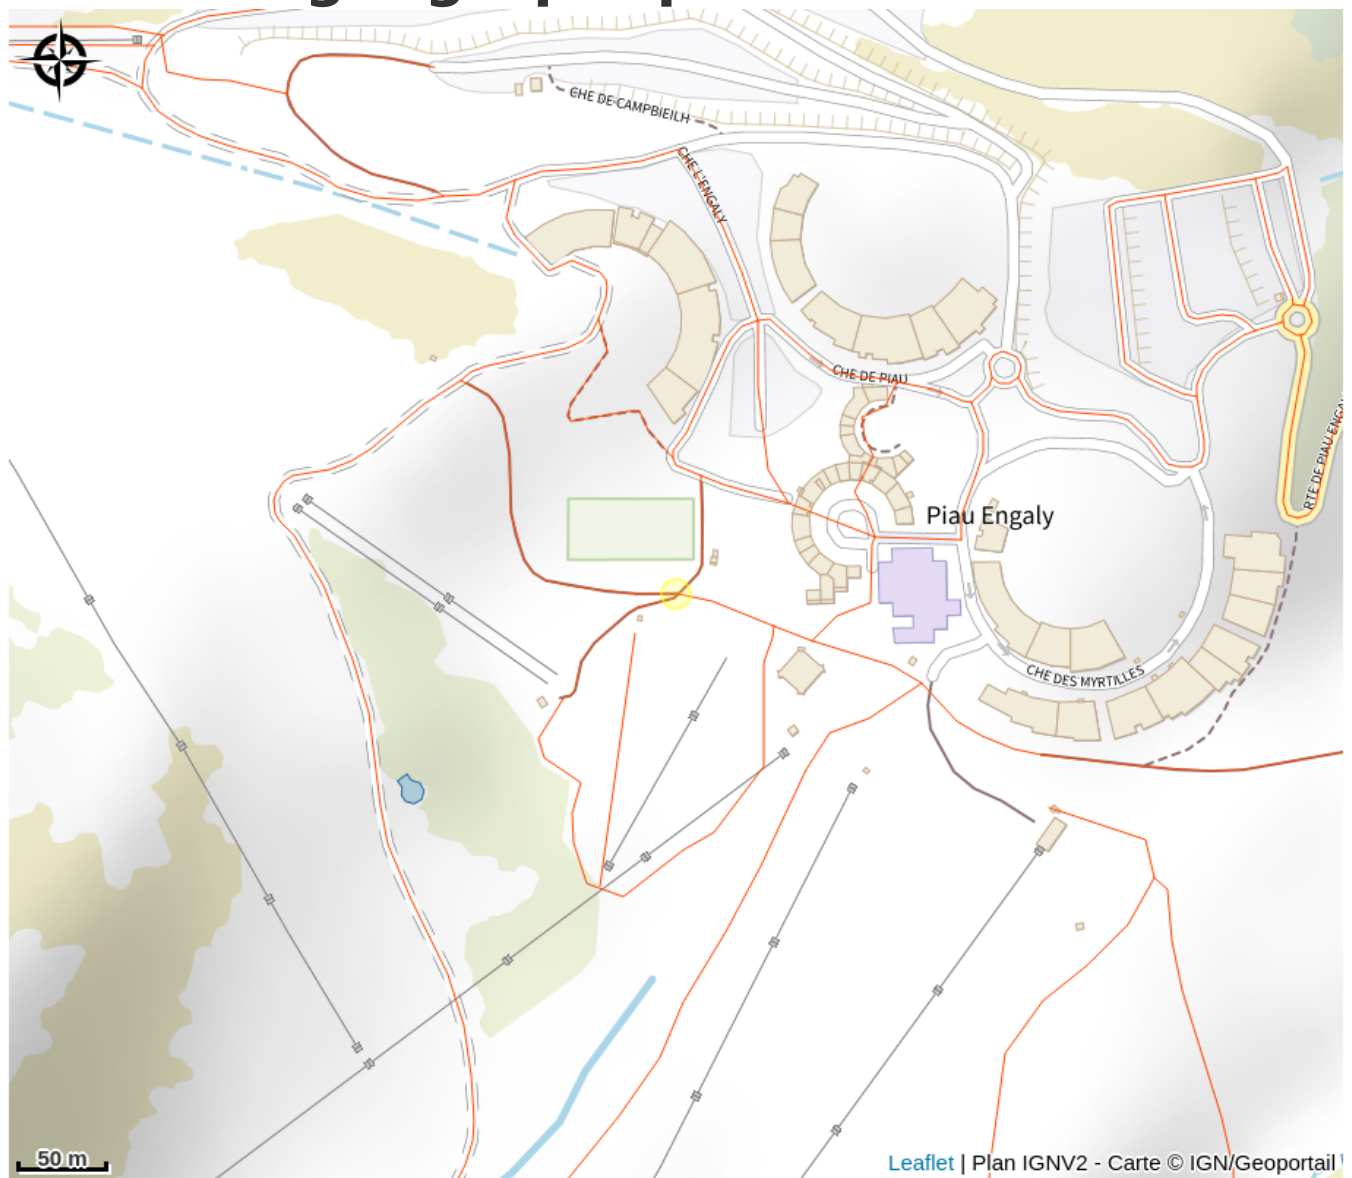 CHE DE CAMPBIEILH
CHE L'ENGALY
CHE DE PIAU
RTE DE PIAU ENGA
Piau Engaly
CHE DES MYRTILLES
50 m
Leaflet | Plan IGNV2 - Carte © IGN/Geoportail